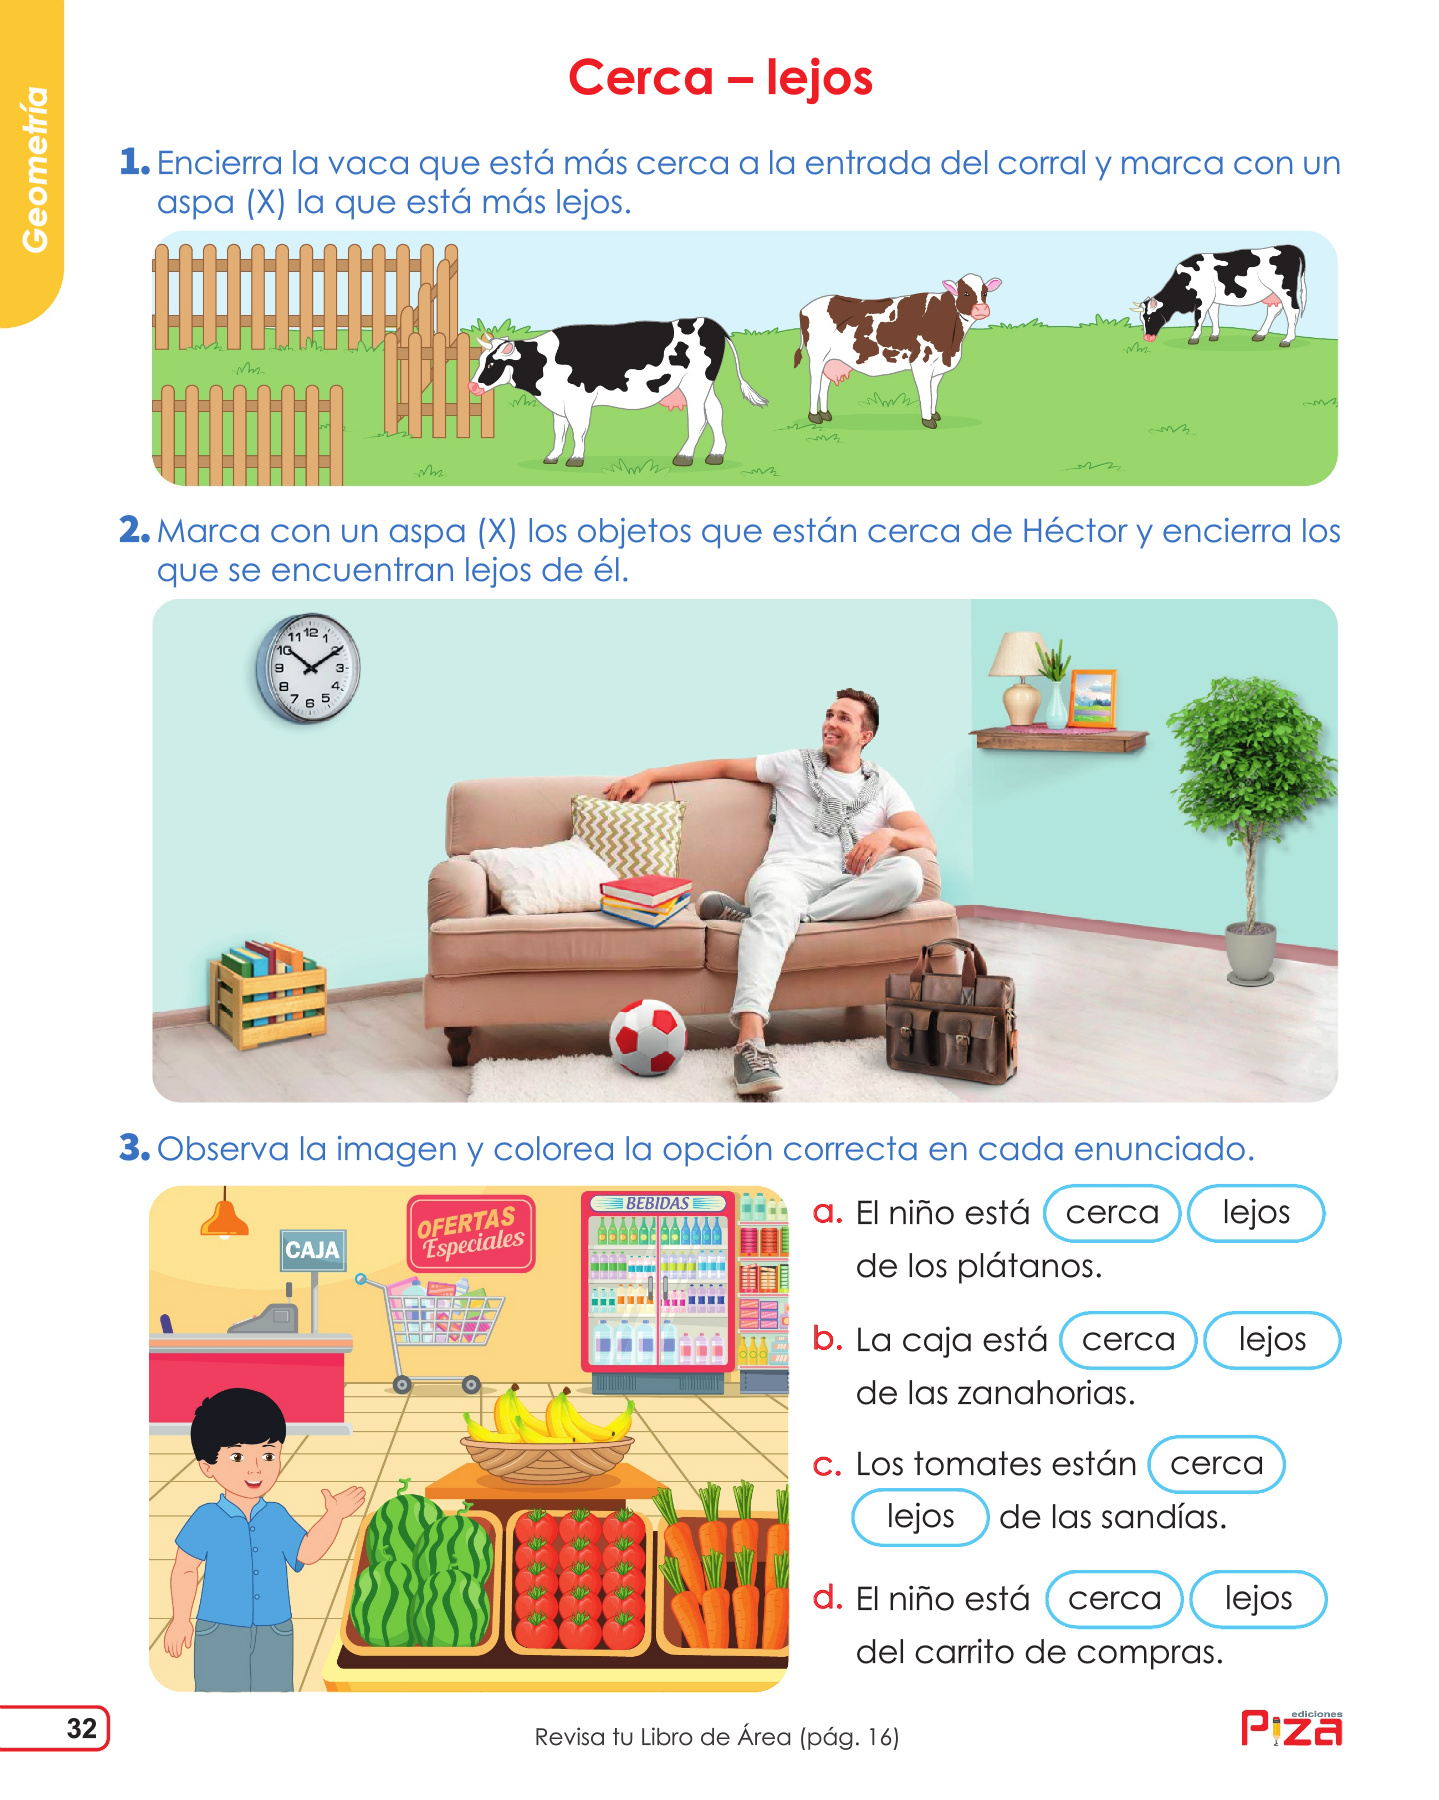 Geometría
Cerca – lejos
1. Encierra la vaca que está más cerca a la entrada del corral y marca con un
aspa (X) la que está más lejos.
2. Marca con un aspa (X) los objetos que están cerca de Héctor y encierra los
que se encuentran lejos de él.
11 12 1
10 2
9 3
8 4
7 6 5
3. Observa la imagen y colorea la opción correcta en cada enunciado.
CAJA
OFERTAS
Especiales
BEBIDAS
a. El niño está cerca lejos
de los plátanos.
b. La caja está cerca lejos
de las zanahorias.
c. Los tomates están cerca
lejos de las sandías.
d. El niño está cerca lejos
del carrito de compras.
32
Revisa tu Libro de Área (pág. 16)
ediciones
Piza